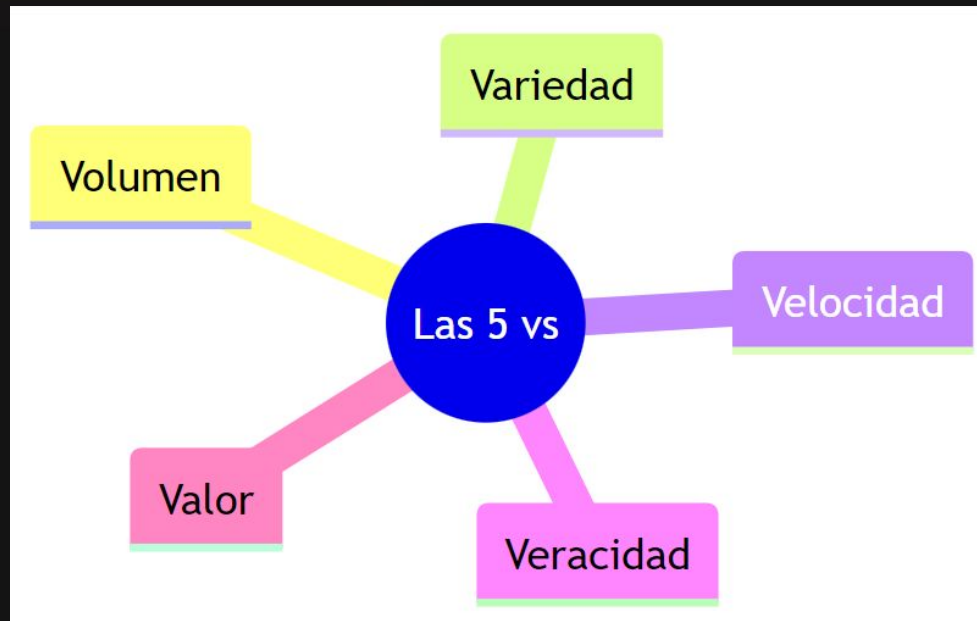 Variedad
Volumen
Velocidad
Las 5 vs
Valor
Veracidad